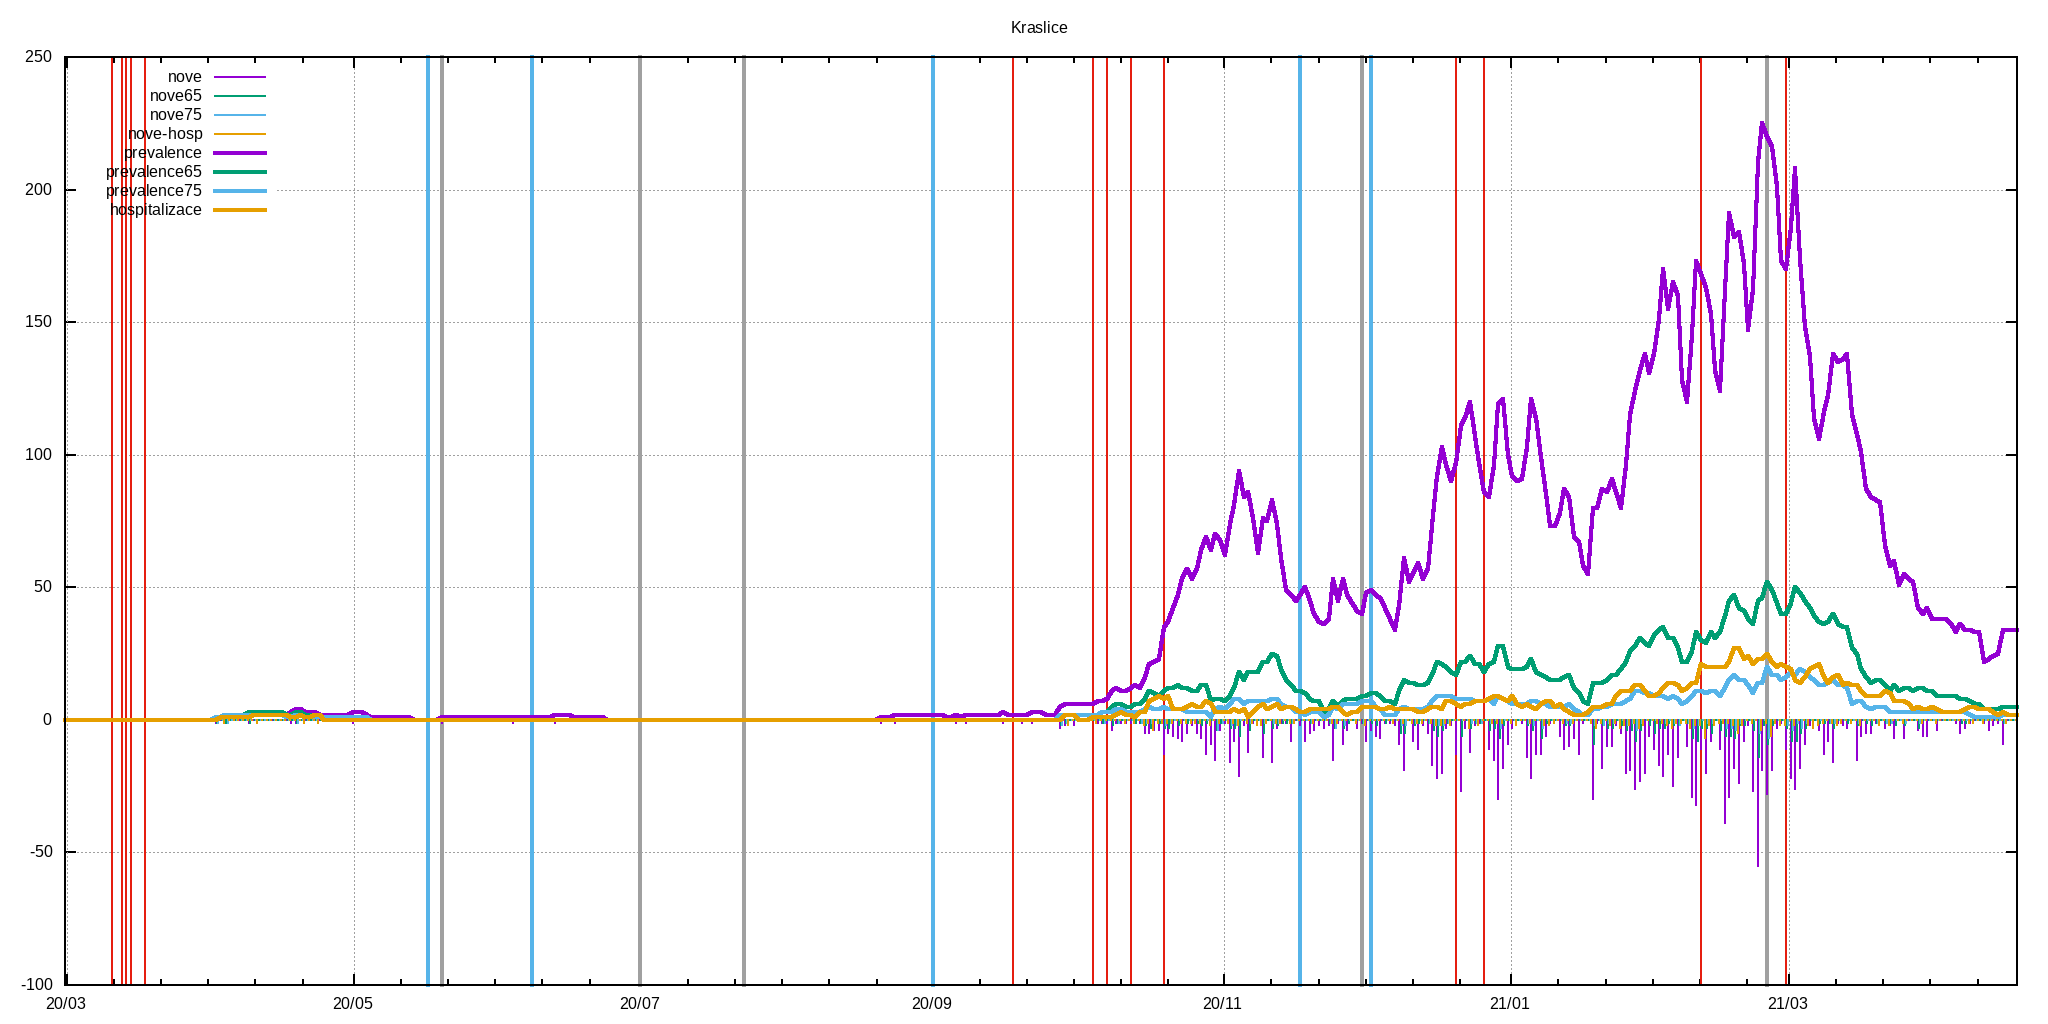 Kraslice
250
200
150
100
50
0
-50
-100
nove
nove65
nove75
nove-hosp
prevalence
prevalence65
prevalence75
hospitalizace
20/03 20/05 20/07 20/09 20/11 21/01 21/03